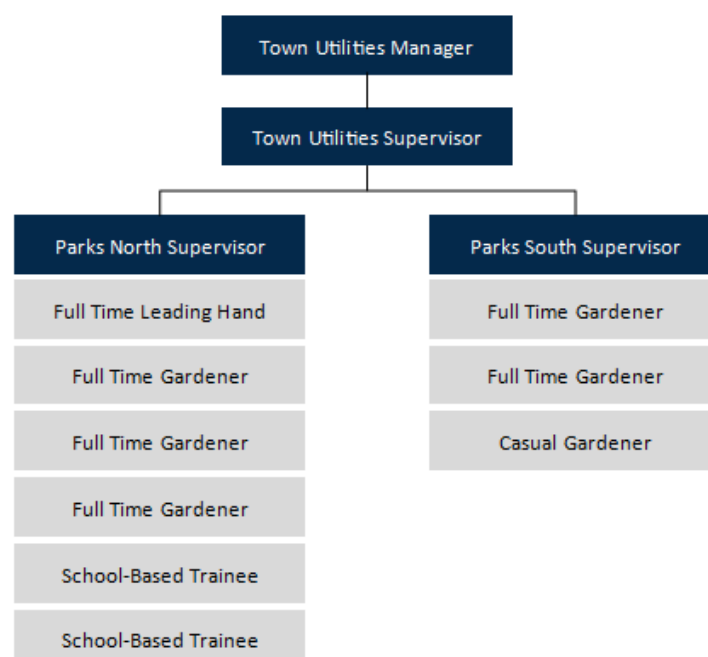 Town Utilities Manager
Town Utilities Supervisor
Parks North Supervisor
Full Time Leading Hand
Full Time Gardener
Full Time Gardener
Full Time Gardener
School-Based Trainee
School-Based Trainee
Parks South Supervisor
Full Time Gardener
Full Time Gardener
Casual Gardener